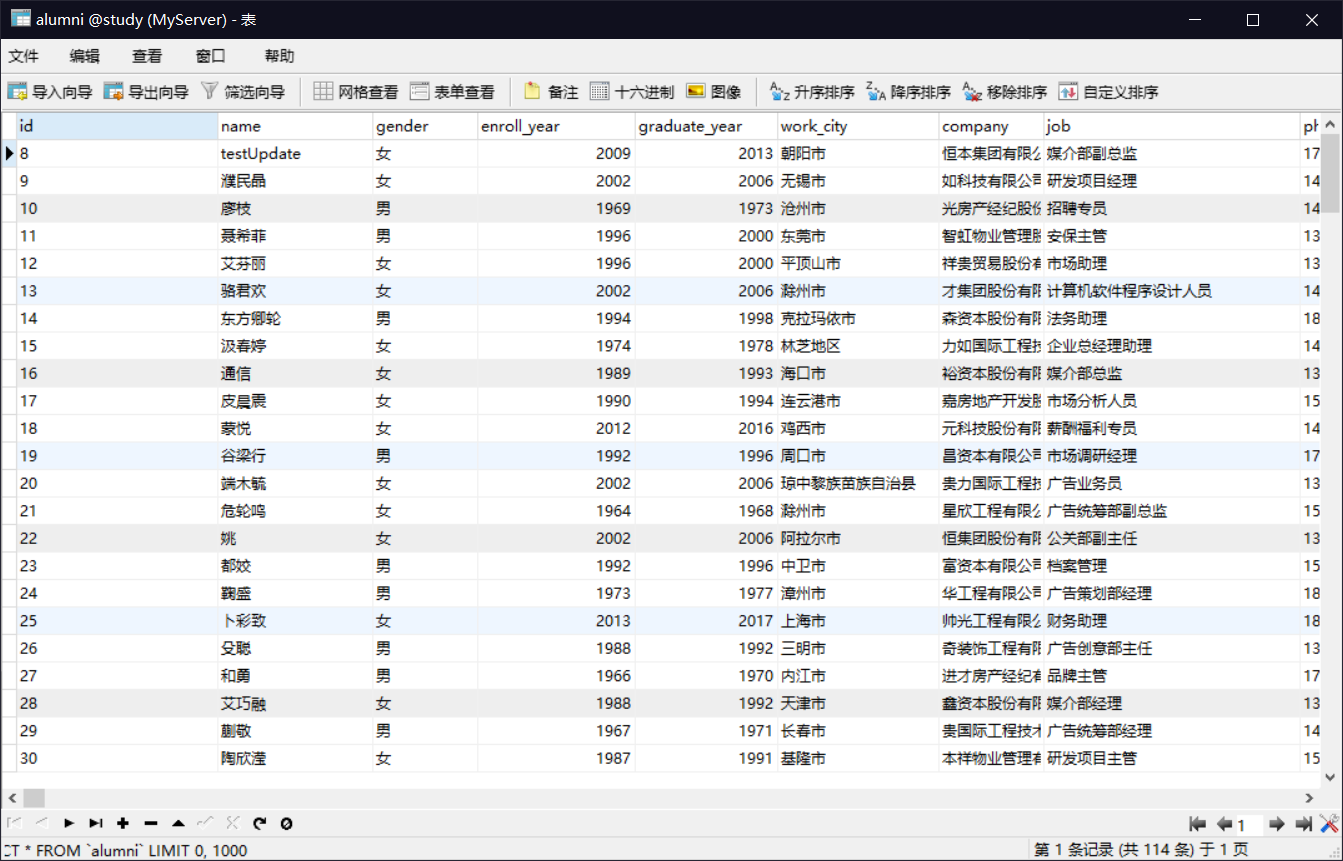 alumni @study (MyServer) - 表
文件 编辑 查看 窗口 帮助
导入向导 导出向导 筛选向导 网格查看 表单查看 备注 十六进制 图像 升序排序 降序排序 移除排序 自定义排序
id name gender enroll_year graduate_year work_city company job ph
8 testUpdate 女 2009 2013 朝阳市 恒本集团有限公 媒介部副总监 17
9 濮民晶 女 2002 2006 无锡市 如科技有限公司 研发项目经理 14
10 廖枝 男 1969 1973 沧州市 光房产经纪股份 招聘专员 14
11 聂希菲 男 1996 2000 东莞市 智虹物业管理股 安保主管 13
12 艾芬丽 女 1996 2000 平顶山市 祥贵贸易股份有 市场助理 13
13 骆君欢 女 2002 2006 滁州市 才集团股份有限 计算机软件程序设计人员 14
14 东方卿轮 男 1994 1998 克拉玛依市 森资本股份有限 法务助理 18
15 汲春婷 女 1974 1978 林芝地区 力如国际工程技 企业总经理助理 14
16 通信 女 1989 1993 海口市 裕资本股份有限 媒介部总监 13
17 皮晨震 女 1990 1994 连云港市 嘉房地产开发股 市场分析人员 15
18 蒙悦 女 2012 2016 鸡西市 元科技股份有限 薪酬福利专员 14
19 谷梁行 男 1992 1996 周口市 昌资本有限公司 市场调研经理 17
20 端木毓 女 2002 2006 琼中黎族苗族自治县 贵力国际工程技 广告业务员 13
21 危轮鸣 女 1964 1968 滁州市 星欣工程有限公 广告统筹部副总监 15
22 姚 女 2002 2006 阿拉尔市 恒集团股份有限 公关部副主任 13
23 都姣 男 1992 1996 中卫市 富资本有限公司 档案管理 15
24 鞠盛 男 1973 1977 漳州市 华工程有限公司 广告策划部经理 18
25 卜彩致 女 2013 2017 上海市 帅光工程有限公 财务助理 18
26 殳聪 男 1988 1992 三明市 奇装饰工程有限 广告创意部主任 13
27 和勇 男 1966 1970 内江市 进才房产经纪有 品牌主管 17
28 艾巧融 女 1988 1992 天津市 鑫资本股份有限 媒介部经理 13
29 蒯敬 男 1967 1971 长春市 贵国际工程技术 广告统筹部经理 14
30 陶欣滢 女 1987 1991 基隆市 本祥物业管理有 研发项目主管 15
1
CT * FROM `alumni` LIMIT 0, 1000 第 1 条记录 (共 114 条) 于 1 页